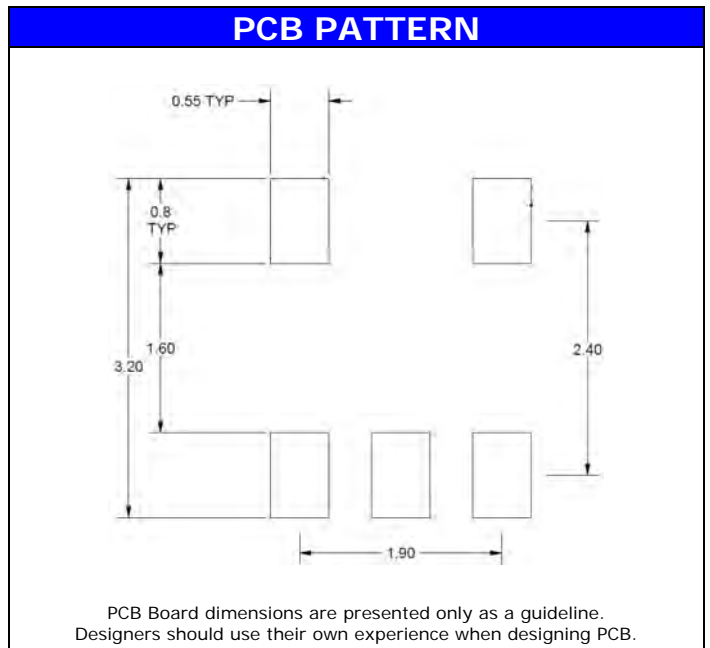 PCB PATTERN
0.55 TYP
0.8
TYP
1.60
3.20
2.40
1.90
PCB Board dimensions are presented only as a guideline.
Designers should use their own experience when designing PCB.